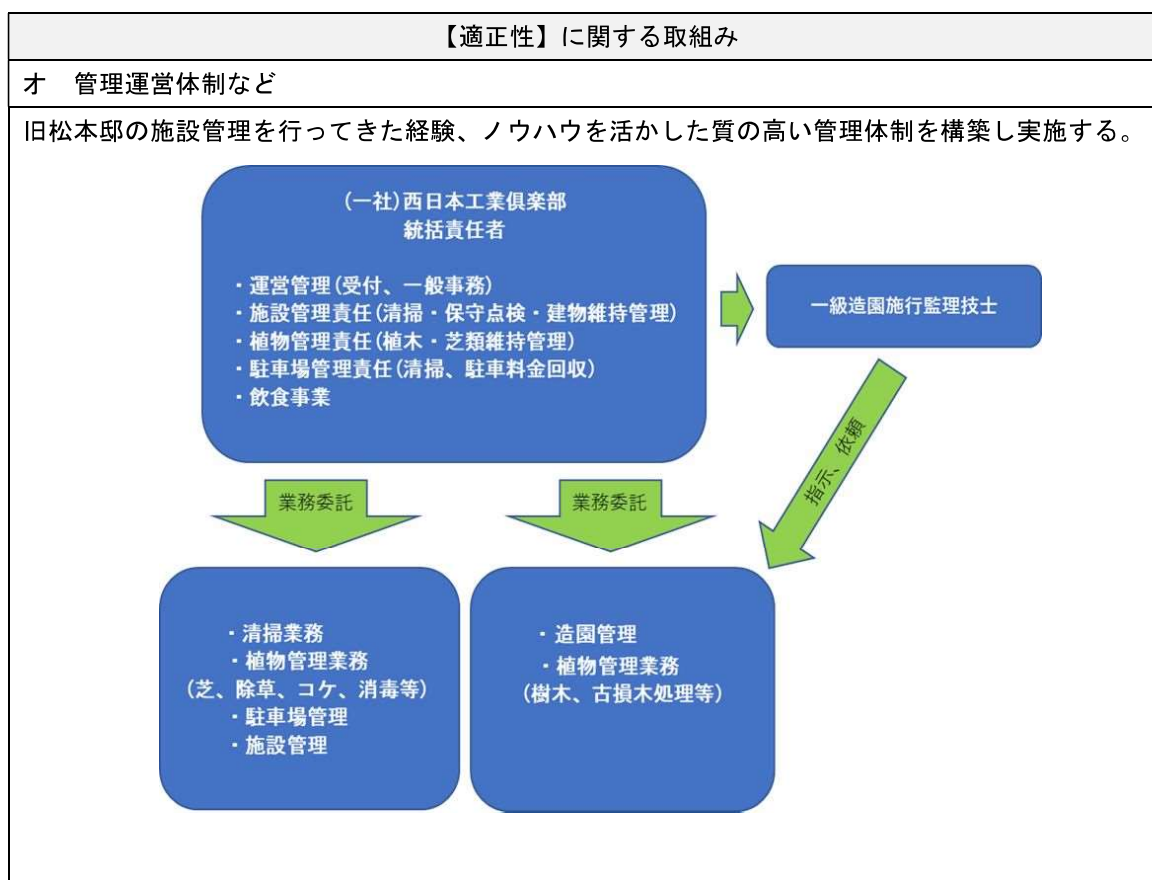 【適正性】に関する取組み
オ　管理運営体制など
旧松本邸の施設管理を行ってきた経験、ノウハウを活かした質の高い管理体制を構築し実施する。
(一社)西日本工業倶楽部
統括責任者
・運営管理(受付、一般事務)
・施設管理責任(清掃・保守点検・建物維持管理)
・植物管理責任(植木・芝類維持管理)
・駐車場管理責任(清掃、駐車料金回収)
・飲食事業
一級造園施行監理技士
指示、依頼
業務委託
業務委託
・清掃業務
・植物管理業務
(芝、除草、コケ、消毒等)
・駐車場管理
・施設管理
・造園管理
・植物管理業務
(樹木、古損木処理等)